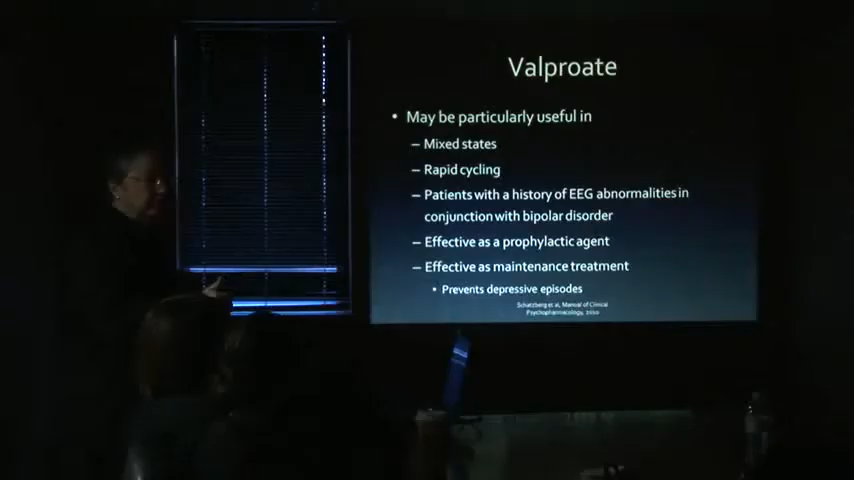 Valproate
• May be particularly useful in
– Mixed states
– Rapid cycling
– Patients with a history of EEG abnormalities in
conjunction with bipolar disorder
– Effective as a prophylactic agent
– Effective as maintenance treatment
• Prevents depressive episodes
Schatzberg et al, Manual of Clinical
Psychopharmacology, 2010